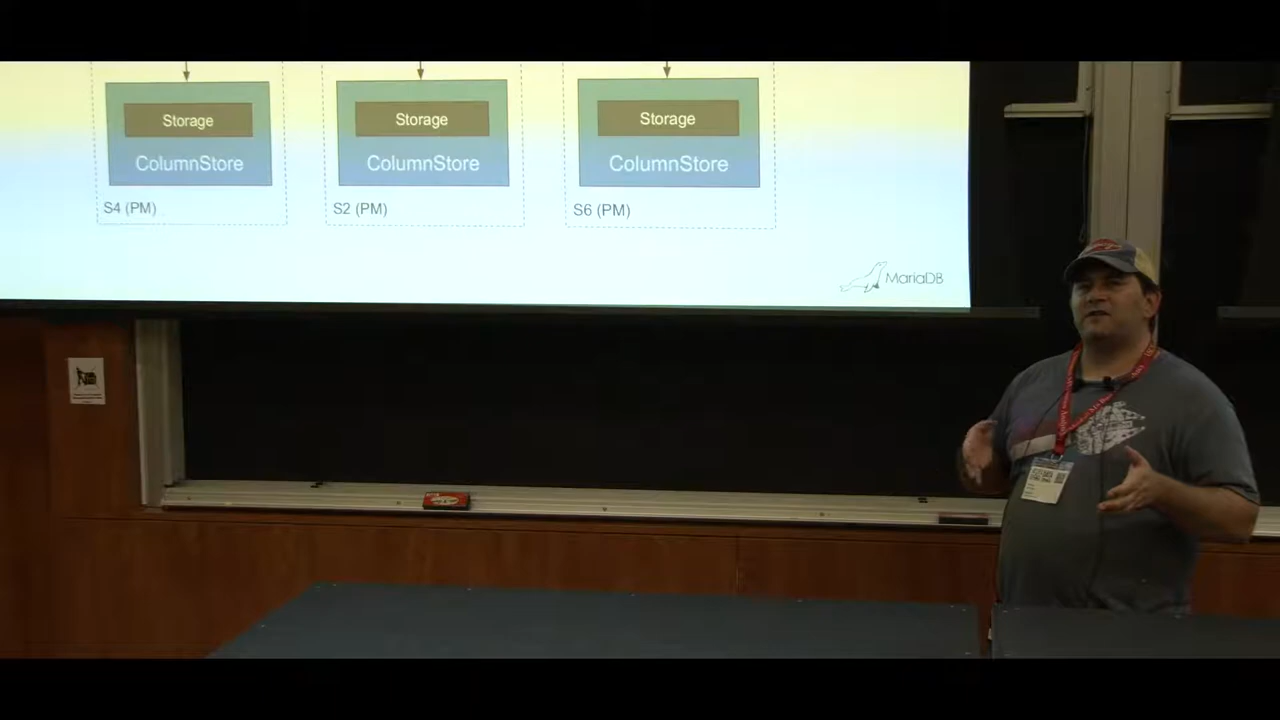 Storage
ColumnStore
S4 (PM)
Storage
ColumnStore
S2 (PM)
Storage
ColumnStore
S6 (PM)
MariaDB